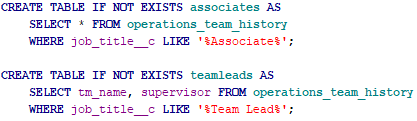 CREATE TABLE IF NOT EXISTS associates AS
SELECT * FROM operations_team_history
WHERE job_title__c LIKE '%Associate%';
CREATE TABLE IF NOT EXISTS teamleads AS
SELECT tm_name, supervisor FROM operations_team_history
WHERE job_title__c LIKE '%Team Lead%';